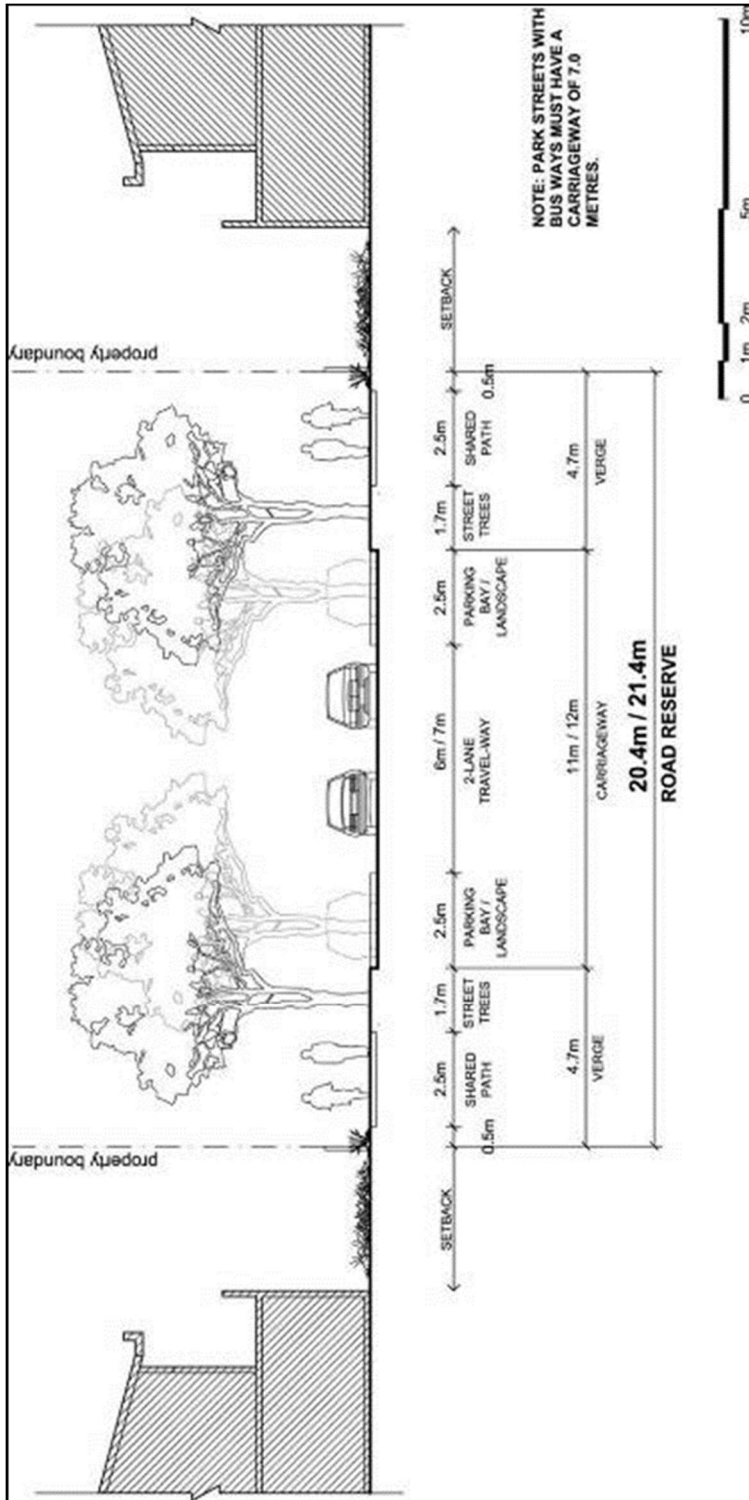 property boundary
property boundary
SETBACK
0.5m
2.5m
SHARED
PATH
1.7m
STREET
TREES
2.5m
PARKING
BAY /
LANDSCAPE
6m / 7m
2-LANE
TRAVEL-WAY
2.5m
PARKING
BAY /
LANDSCAPE
1.7m
STREET
TREES
2.5m
SHARED
PATH
0.5m
SETBACK
4.7m
VERGE
11m / 12m
CARRIAGEWAY
4.7m
VERGE
20.4m / 21.4m
ROAD RESERVE
NOTE: PARK STREETS WITH
BUS WAYS MUST HAVE A
CARRIAGEWAY OF 7.0
METRES.
0 1m 2m 5m 10m